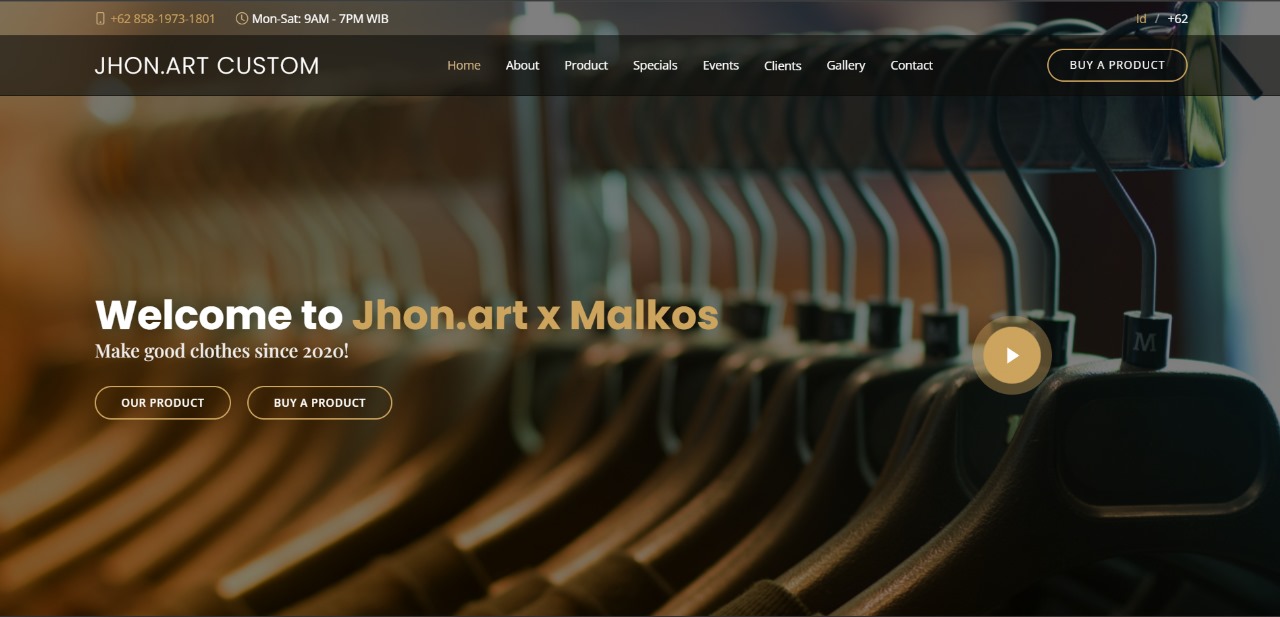 +62 858-1973-1801 Mon-Sat: 9AM - 7PM WIB Id / +62
JHON.ART CUSTOM Home About Product Specials Events Clients Gallery Contact BUY A PRODUCT
Welcome to Jhon.art x Malkos
Make good clothes since 2020!
OUR PRODUCT BUY A PRODUCT
M